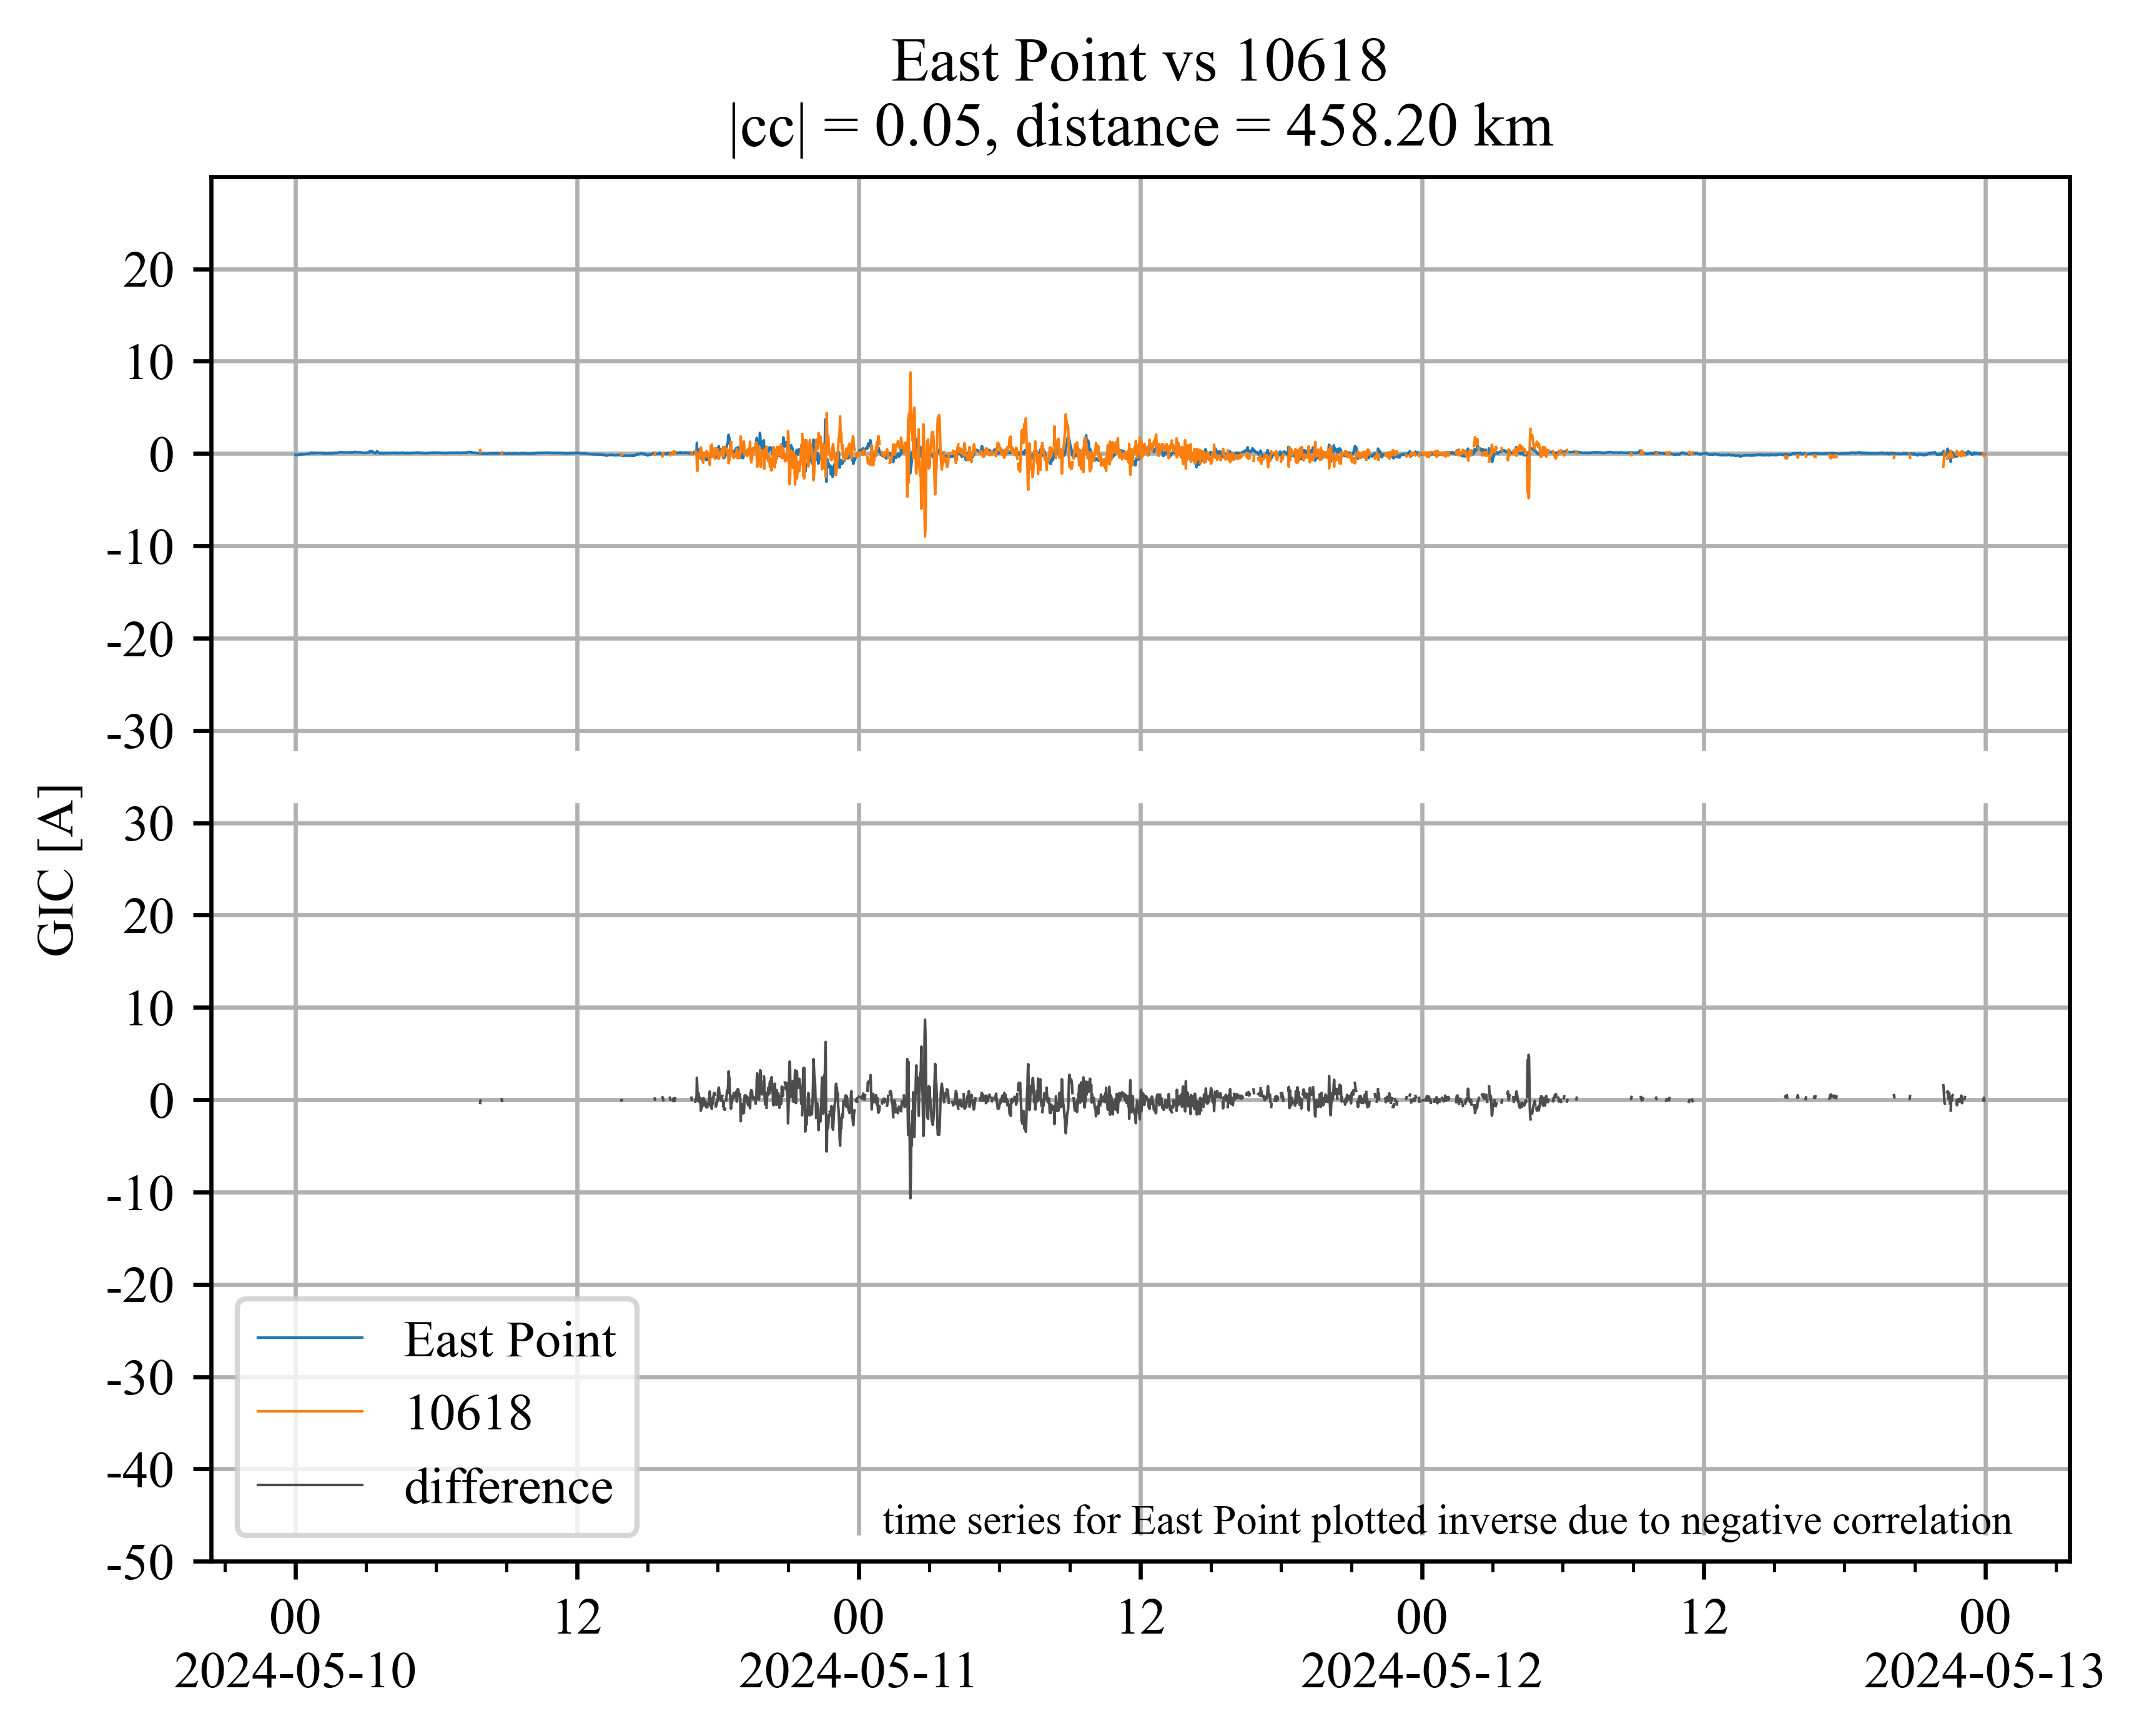 East Point vs 10618
|cc| = 0.05, distance = 458.20 km
20
10
0
-10
-20
-30
30
20
10
0
-10
-20
-30
-40
-50
GIC [A]
East Point
10618
difference
time series for East Point plotted inverse due to negative correlation
00 12 00 12 00 12 00
2024-05-10 2024-05-11 2024-05-12 2024-05-13